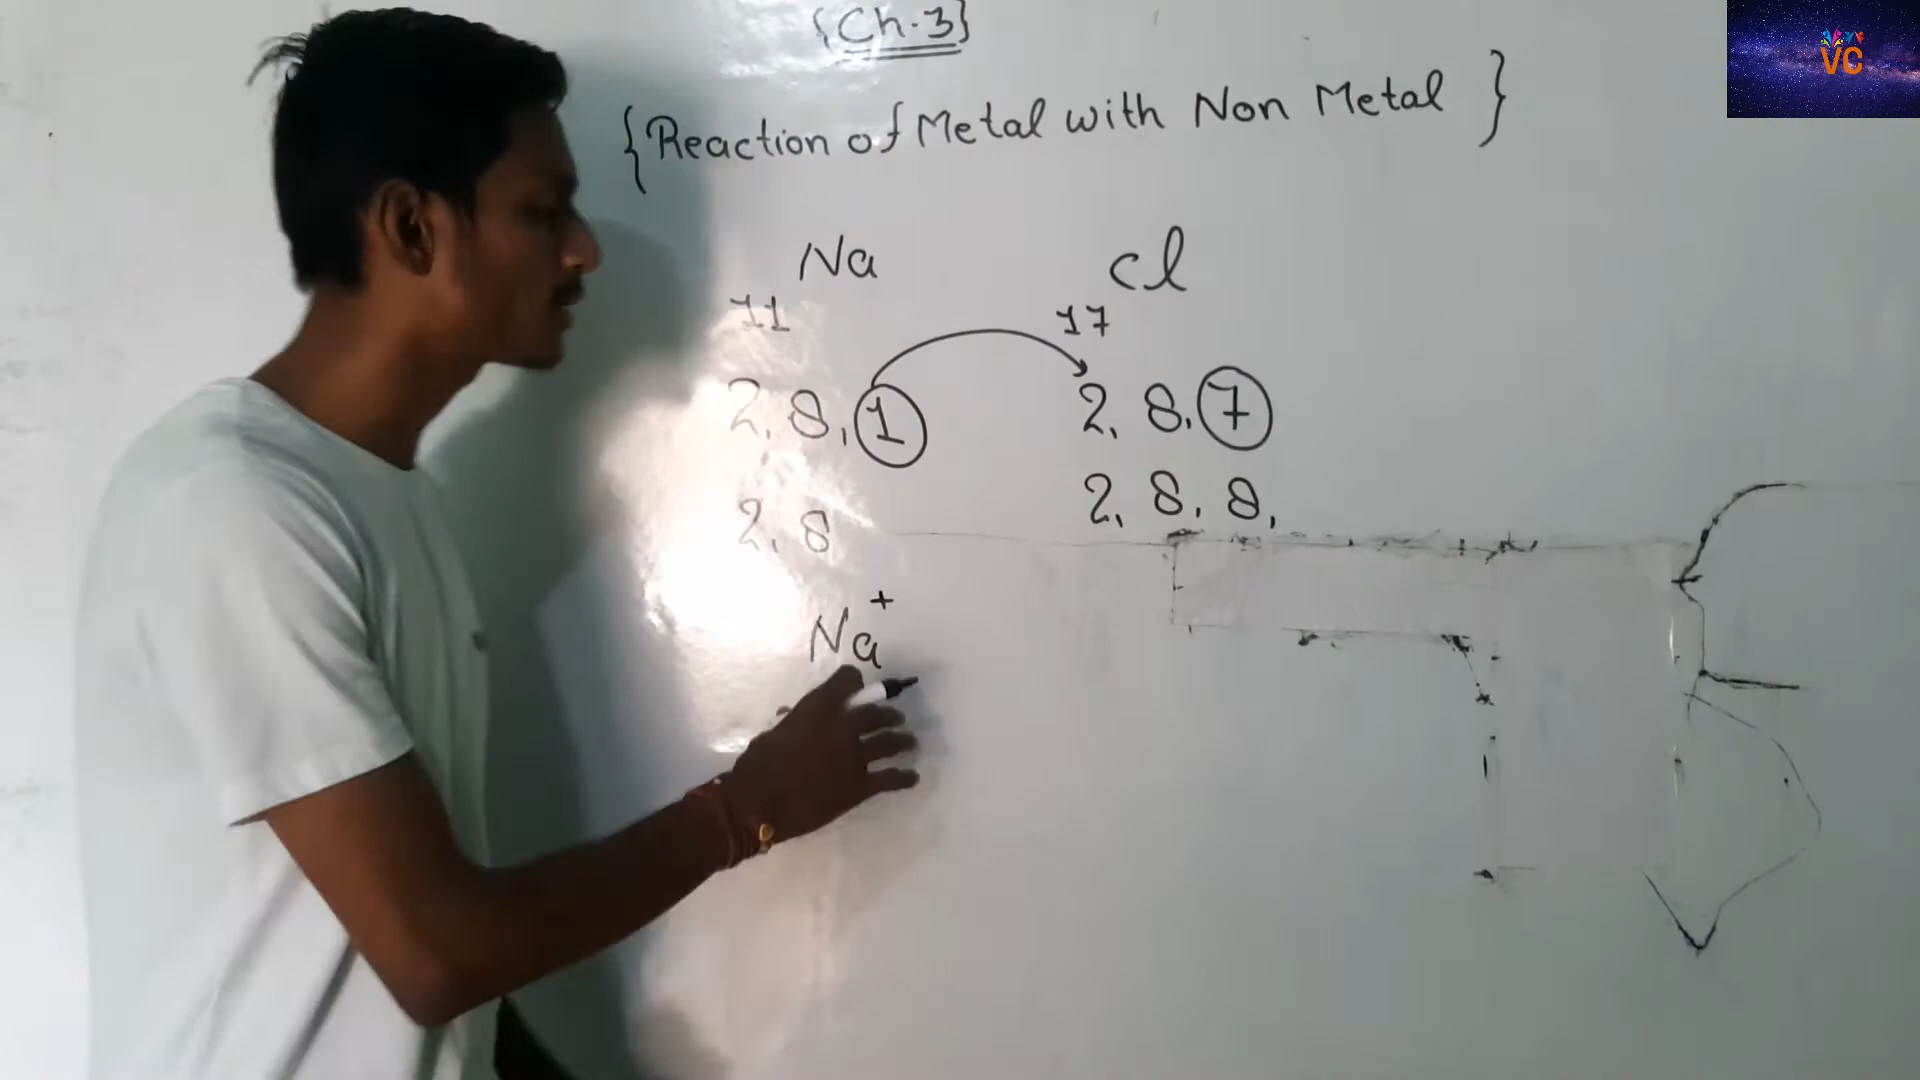 {Ch.3}
{Reaction of Metal with Non Metal }
Na Cl
11 17
2, 8, 1 2, 8, 7
2, 8 2, 8, 8,
Na+
VC